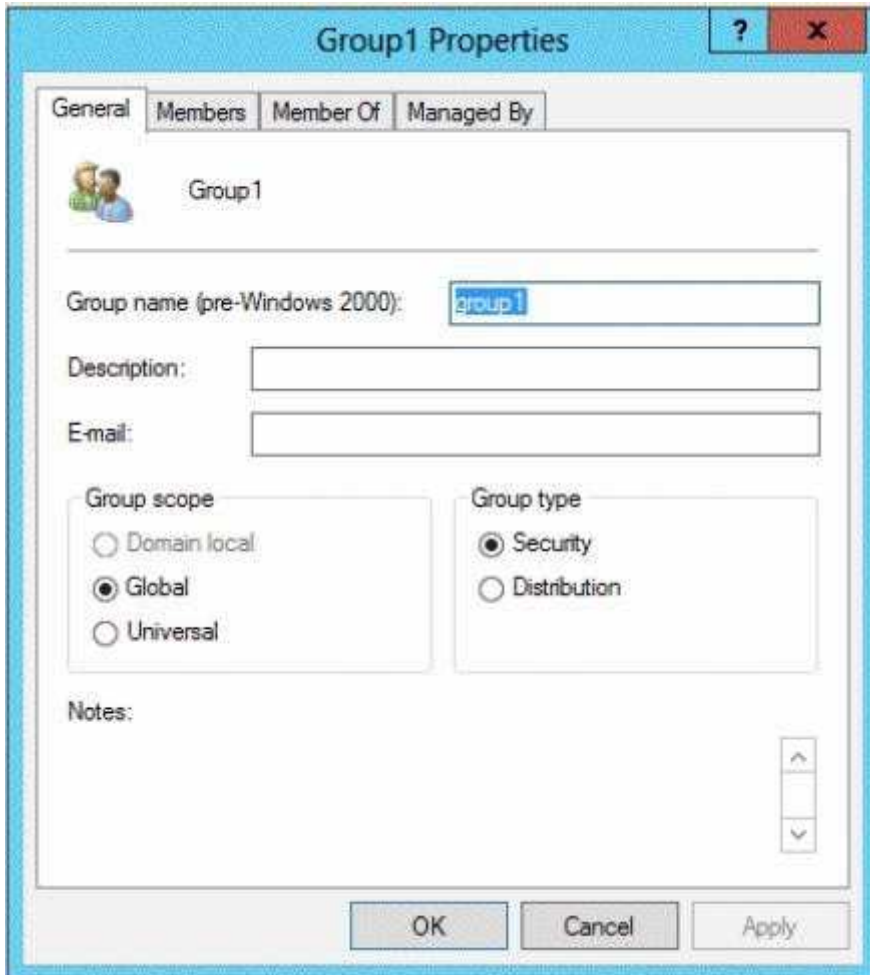 Group1 Properties
? x
General Members Member Of Managed By
Group1
Group name (pre-Windows 2000): group1
Description:
E-mail:
Group scope Group type
Domain local Security
Global Distribution
Universal
Notes:
OK Cancel Apply